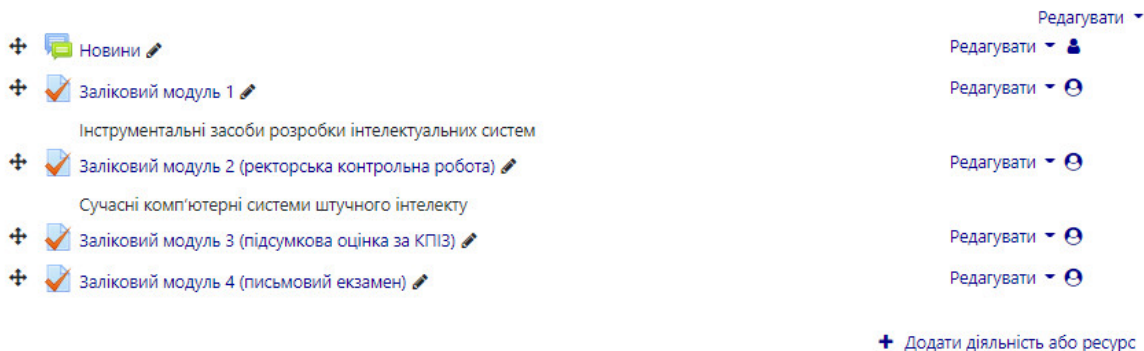 Редагувати
Новини Редагувати
Заліковий модуль 1 Редагувати
Інструментальні засоби розробки інтелектуальних систем
Заліковий модуль 2 (ректорська контрольна робота) Редагувати
Сучасні комп'ютерні системи штучного інтелекту
Заліковий модуль 3 (підсумкова оцінка за КПІЗ) Редагувати
Заліковий модуль 4 (письмовий екзамен) Редагувати
Додати діяльність або ресурс